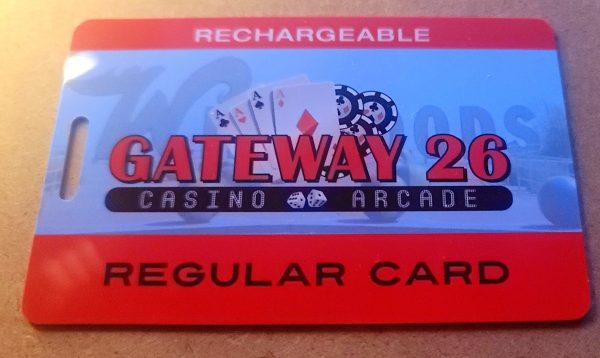 RECHARGEABLE
GATEWAY 26
CASINO ARCADE
REGULAR CARD